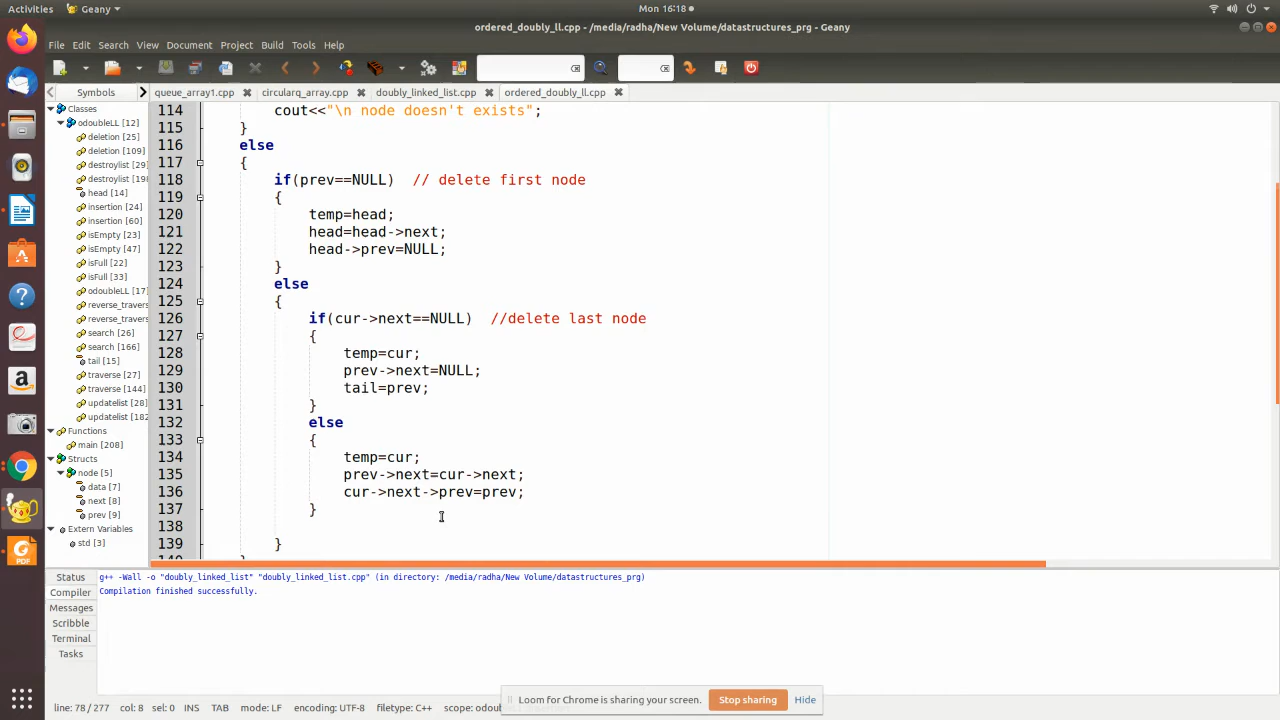 Activities Geany Mon 16:18
ordered_doubly_ll.cpp - /media/radha/New Volume/datastructures_prg - Geany
File Edit Search View Document Project Build Tools Help
Symbols queue_array1.cpp circularq_array.cpp doubly_linked_list.cpp ordered_doubly_ll.cpp
Classes
odoubleLL [12]
deletion [25]
deletion [109]
destroylist [29]
destroylist [198
head [14]
insertion [24]
insertion [60]
isEmpty [23]
isEmpty [47]
isFull [22]
isFull [33]
odoubleLL [17]
reverse_travers
reverse_travers
search [26]
search [166]
tail [15]
traverse [27]
traverse [144]
updatelist [28]
updatelist [182
Functions
main [208]
Structs
node [5]
data [7]
next [8]
prev [9]
Extern Variables
std [3]
114 cout<<"\n node doesn't exists";
115 }
116 else
117 {
118 if(prev==NULL) // delete first node
119 {
120 temp=head;
121 head=head->next;
122 head->prev=NULL;
123 }
124 else
125 {
126 if(cur->next==NULL) //delete last node
127 {
128 temp=cur;
129 prev->next=NULL;
130 tail=prev;
131 }
132 else
133 {
134 temp=cur;
135 prev->next=cur->next;
136 cur->next->prev=prev;
137 }
138
139 }
Status
Compiler
Messages
Scribble
Terminal
Tasks
g++ -Wall -o "doubly_linked_list" "doubly_linked_list.cpp" (in directory: /media/radha/New Volume/datastructures_prg)
Compilation finished successfully.
Loom for Chrome is sharing your screen. Stop sharing Hide
line: 78 / 277 col: 8 sel: 0 INS TAB mode: LF encoding: UTF-8 filetype: C++ scope: odoub
PDF